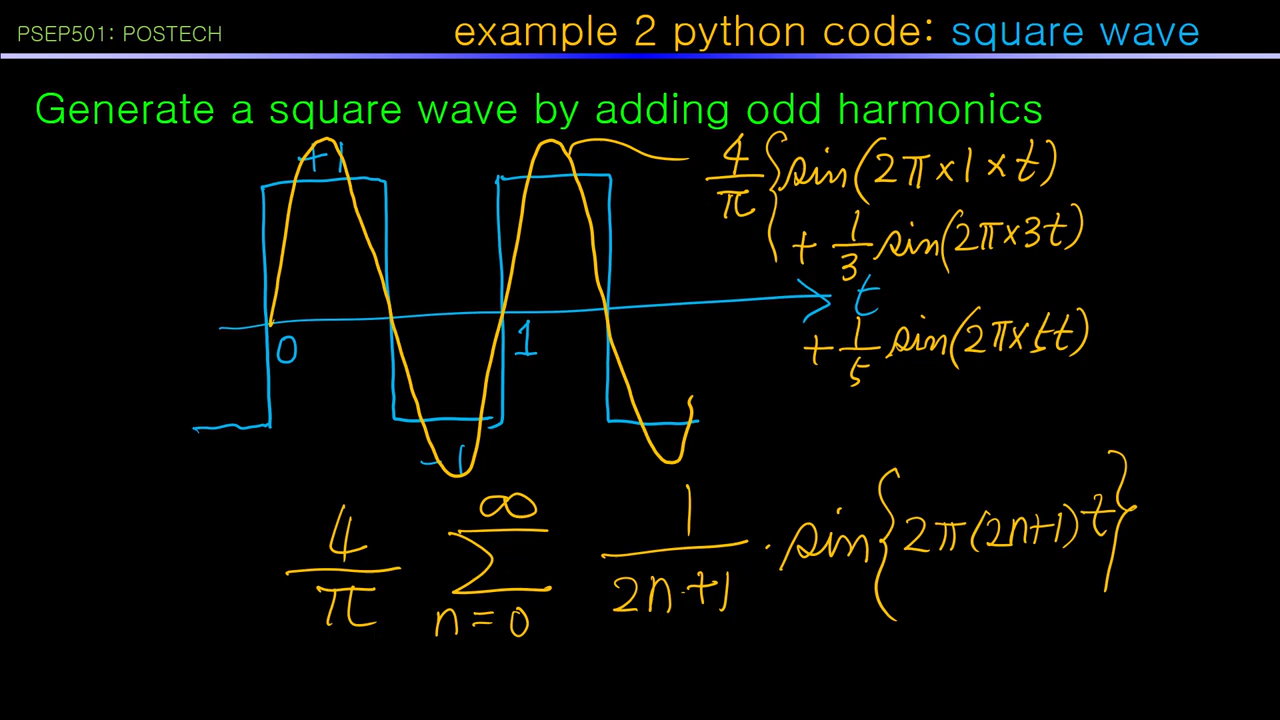 PSEP501: POSTECH
example 2 python code: square wave
Generate a square wave by adding odd harmonics
+1
4/π {sin(2π×1×t)
+ 1/3 sin(2π×3t)
t
+ 1/5 sin(2π×5t)
0
1
-1
4/π ∑ n=0 ∞ 1/2n+1 · sin{2π(2n+1)t}